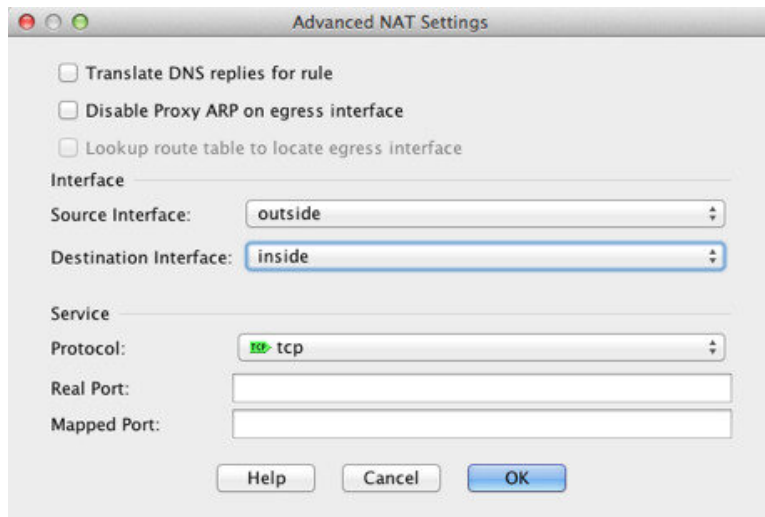 Advanced NAT Settings
Translate DNS replies for rule
Disable Proxy ARP on egress interface
Lookup route table to locate egress interface
Interface
Source Interface: outside
Destination Interface: inside
Service
Protocol: TCP tcp
Real Port:
Mapped Port:
Help Cancel OK